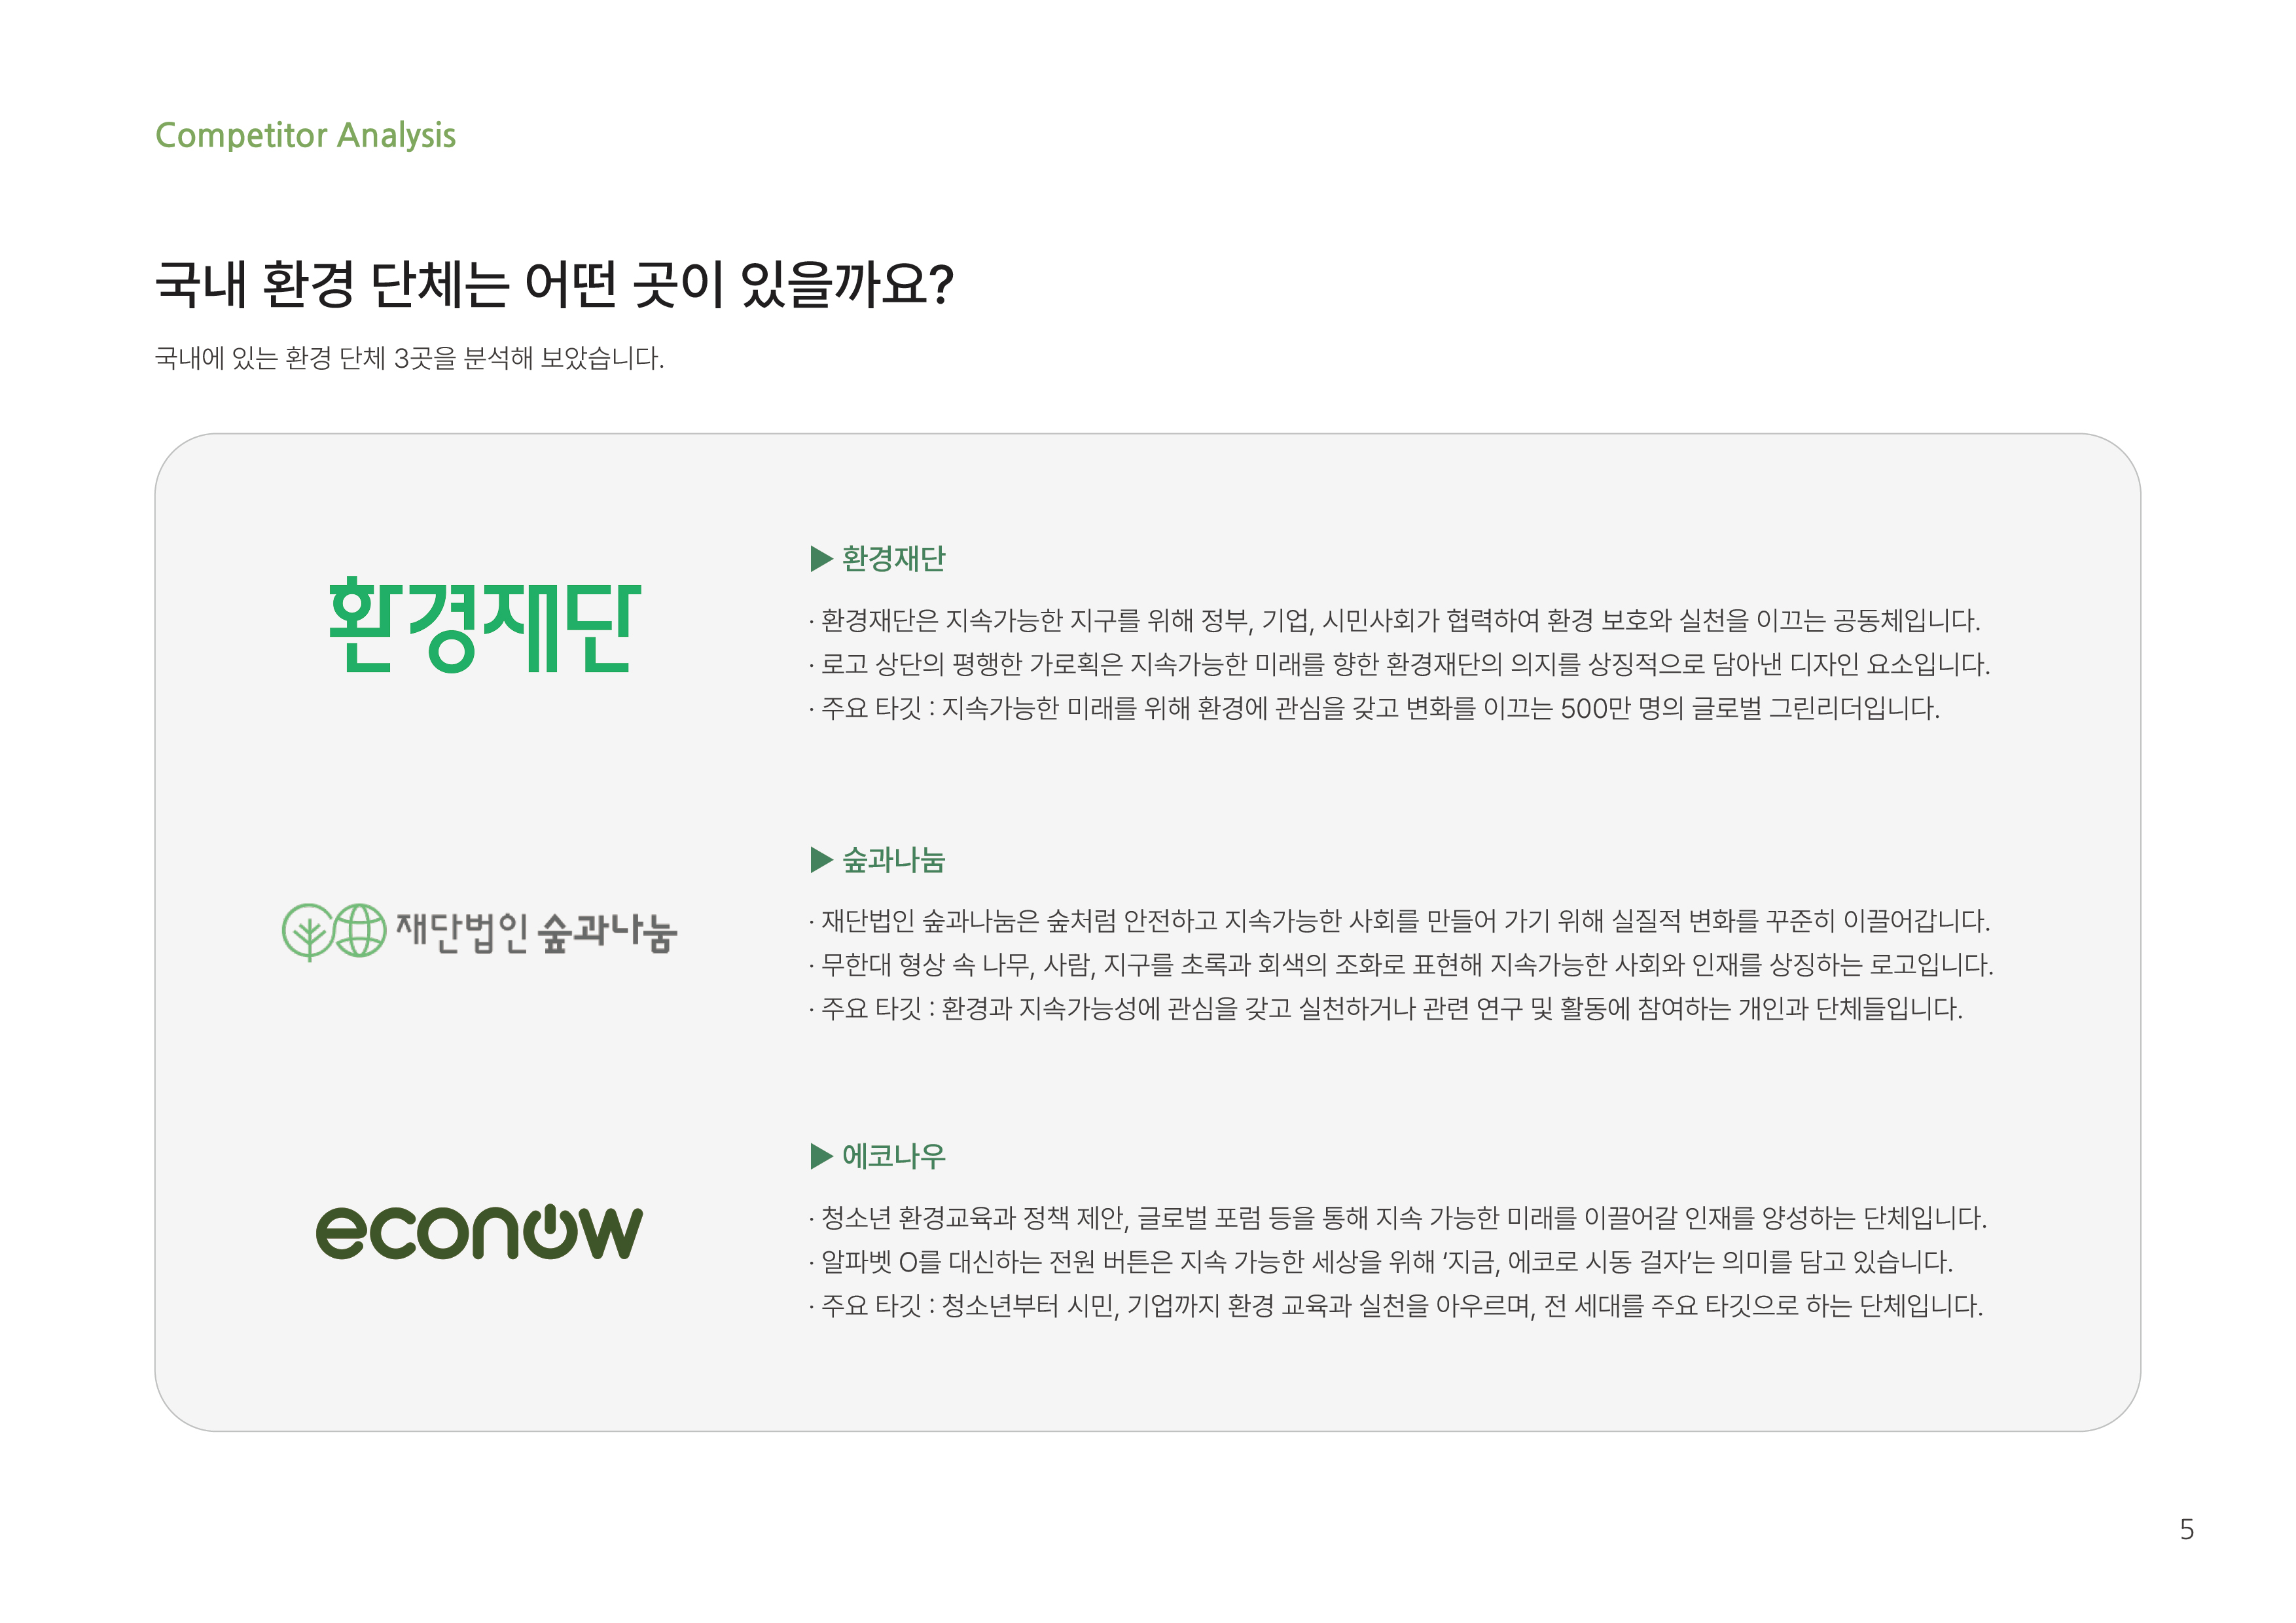 Competitor Analysis
국내 환경 단체는 어떤 곳이 있을까요?
국내에 있는 환경 단체 3곳을 분석해 보았습니다.
환경재단
▶ 환경재단
· 환경재단은 지속가능한 지구를 위해 정부, 기업, 시민사회가 협력하여 환경 보호와 실천을 이끄는 공동체입니다.
· 로고 상단의 평행한 가로획은 지속가능한 미래를 향한 환경재단의 의지를 상징적으로 담아낸 디자인 요소입니다.
· 주요 타깃 : 지속가능한 미래를 위해 환경에 관심을 갖고 변화를 이끄는 500만 명의 글로벌 그린리더입니다.
재단법인 숲과나눔
▶ 숲과나눔
· 재단법인 숲과나눔은 숲처럼 안전하고 지속가능한 사회를 만들어 가기 위해 실질적 변화를 꾸준히 이끌어갑니다.
· 무한대 형상 속 나무, 사람, 지구를 초록과 회색의 조화로 표현해 지속가능한 사회와 인재를 상징하는 로고입니다.
· 주요 타깃 : 환경과 지속가능성에 관심을 갖고 실천하거나 관련 연구 및 활동에 참여하는 개인과 단체들입니다.
econow
▶ 에코나우
· 청소년 환경교육과 정책 제안, 글로벌 포럼 등을 통해 지속 가능한 미래를 이끌어갈 인재를 양성하는 단체입니다.
· 알파벳 O를 대신하는 전원 버튼은 지속 가능한 세상을 위해 ‘지금, 에코로 시동 걸자’는 의미를 담고 있습니다.
· 주요 타깃 : 청소년부터 시민, 기업까지 환경 교육과 실천을 아우르며, 전 세대를 주요 타깃으로 하는 단체입니다.
5